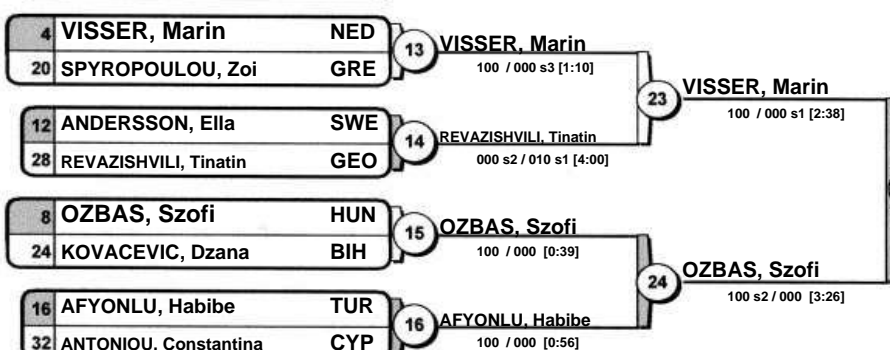 4 VISSER, Marin NED
20 SPYROPOULOU, Zoi GRE
13
VISSER, Marin
100 / 000 s3 [1:10]
12 ANDERSSON, Ella SWE
28 REVAZISHVILI, Tinatin GEO
14
REVAZISHVILI, Tinatin
000 s2 / 010 s1 [4:00]
23
VISSER, Marin
100 / 000 s1 [2:38]
8 OZBAS, Szofi HUN
24 KOVACEVIC, Dzana BIH
15
OZBAS, Szofi
100 / 000 [0:39]
16 AFYONLU, Habibe TUR
32 ANTONIOU, Constantina CYP
16
AFYONLU, Habibe
100 / 000 [0:56]
24
OZBAS, Szofi
100 s2 / 000 [3:26]